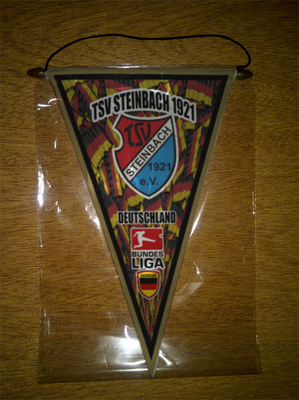 TSV STEINBACH 1921
TSV
STEINBACH
1921
e.V.
DEUTSCHLAND
BUNDES
LIGA